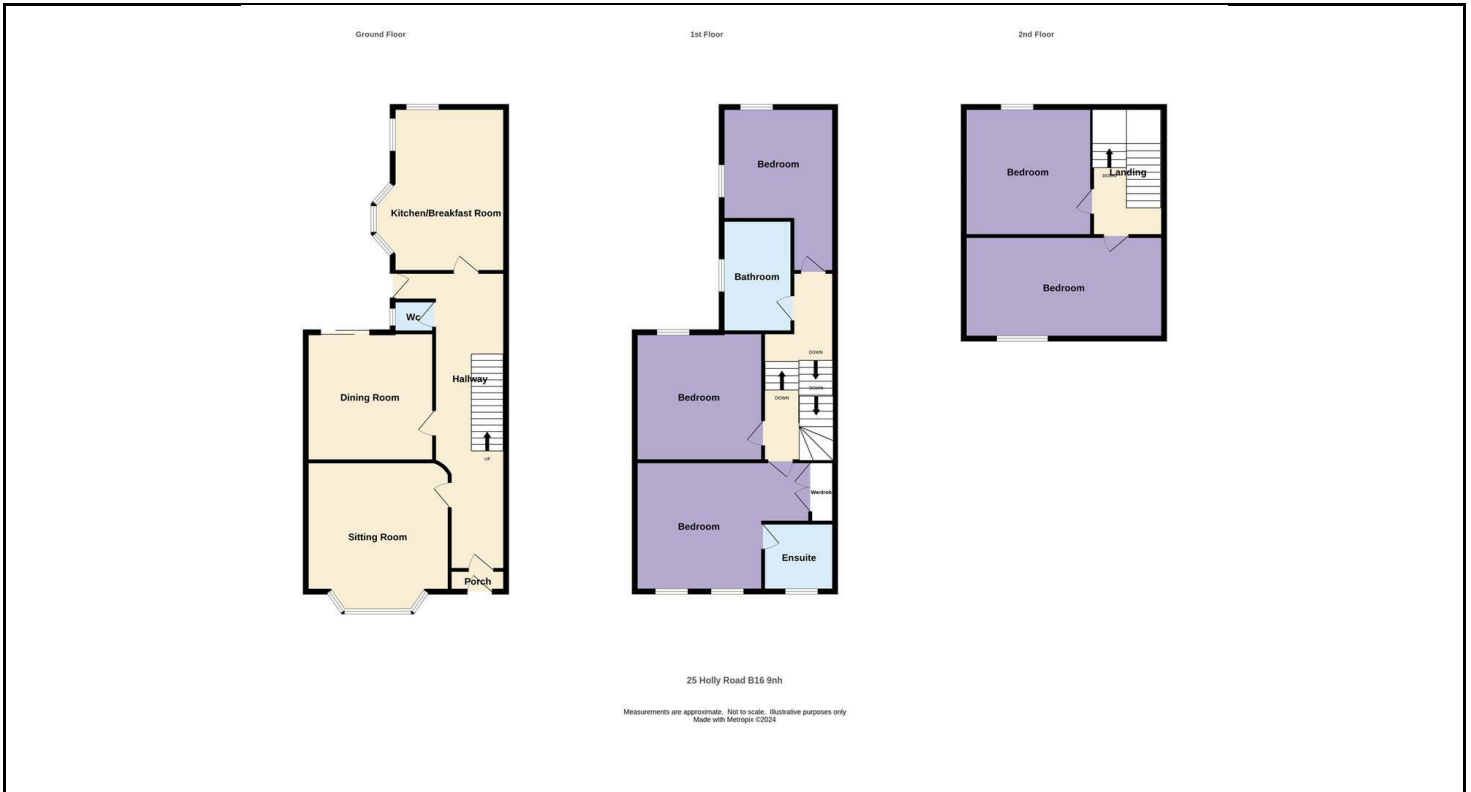 Ground Floor
1st Floor
2nd Floor
Kitchen/Breakfast Room
Wc
Dining Room
Hallway
UP
Sitting Room
Porch
Bedroom
Bathroom
DOWN
DOWN
DOWN
Bedroom
Wardrob
Bedroom
Ensuite
Bedroom
Landing
DOWN
Bedroom
25 Holly Road B16 9nh
Measurements are approximate. Not to scale. Illustrative purposes only
Made with Metropix ©2024